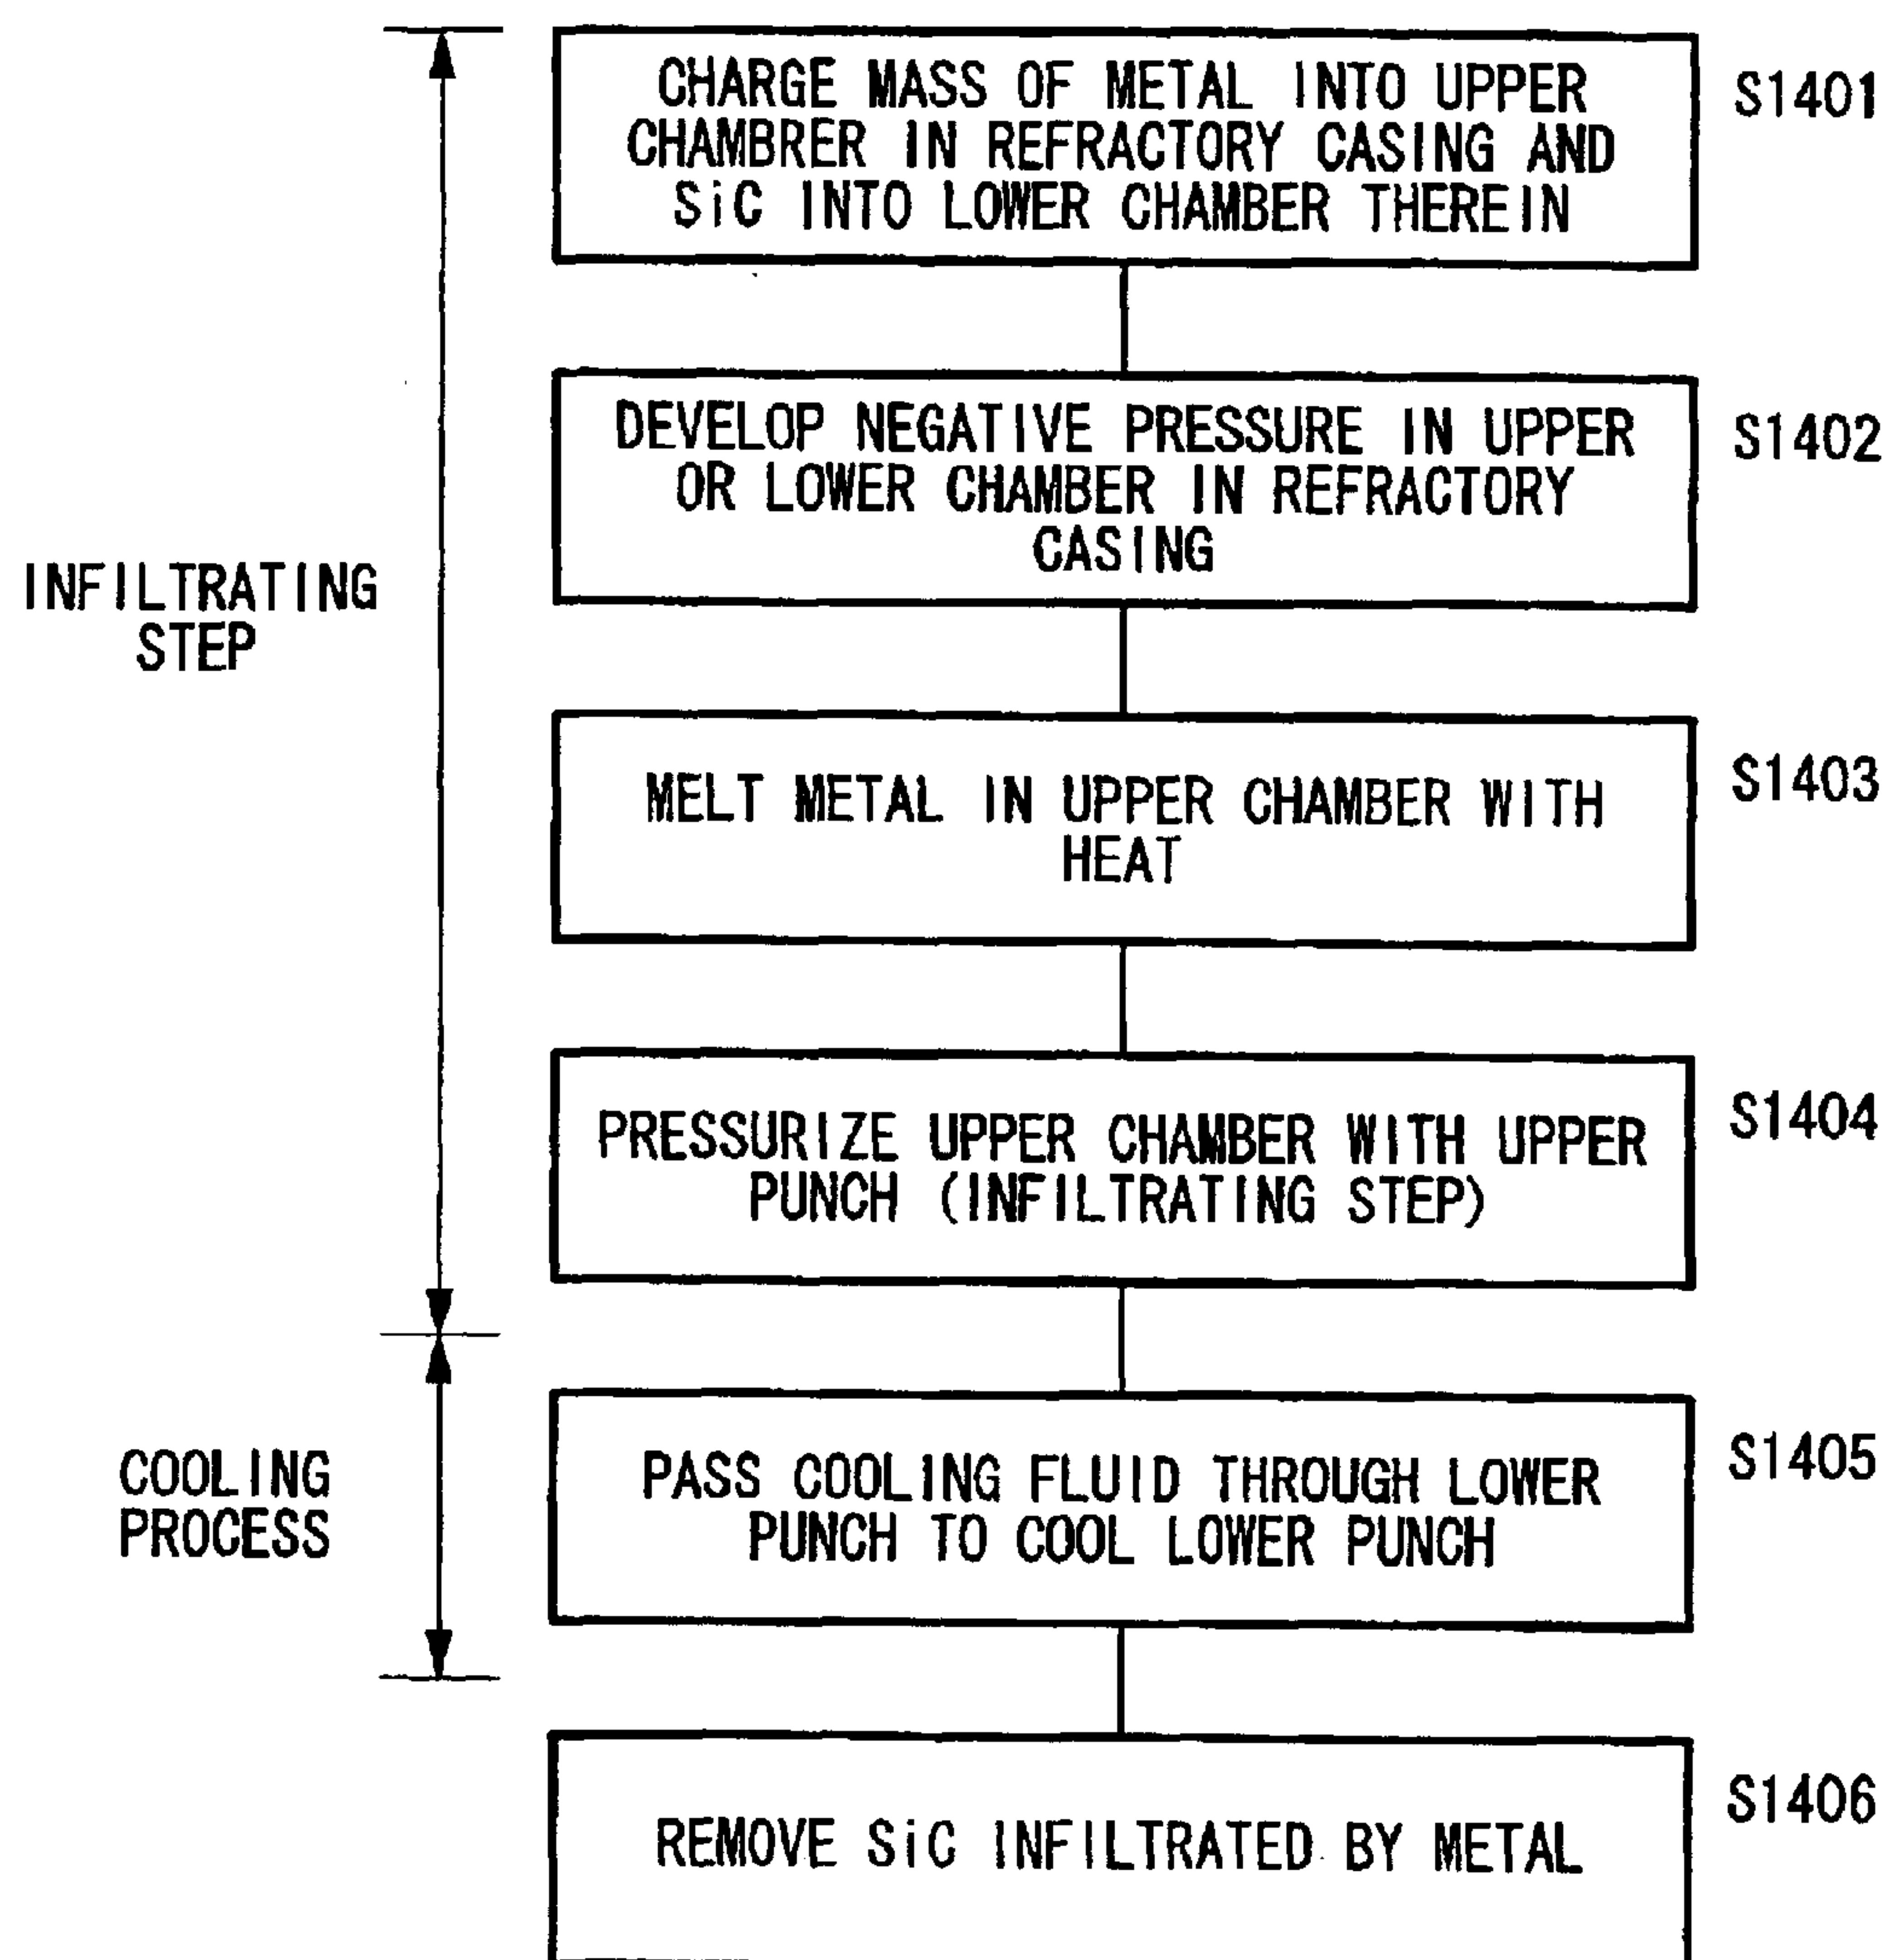 CHARGE MASS OF METAL INTO UPPER
CHAMBRER IN REFRACTORY CASING AND
SiC INTO LOWER CHAMBER THEREIN
S1401
DEVELOP NEGATIVE PRESSURE IN UPPER
OR LOWER CHAMBER IN REFRACTORY
CASING
S1402
INFILTRATING
STEP
MELT METAL IN UPPER CHAMBER WITH
HEAT
S1403
PRESSURIZE UPPER CHAMBER WITH UPPER
PUNCH (INFILTRATING STEP)
S1404
COOLING
PROCESS
PASS COOLING FLUID THROUGH LOWER
PUNCH TO COOL LOWER PUNCH
S1405
REMOVE SiC INFILTRATED BY METAL
S1406